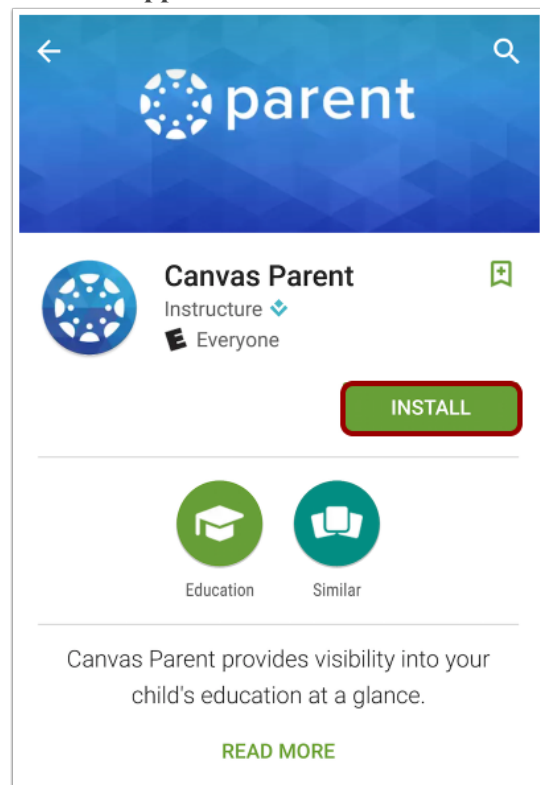 parent
Canvas Parent
Instructure
E Everyone
INSTALL
Education Similar
Canvas Parent provides visibility into your
child's education at a glance.
READ MORE